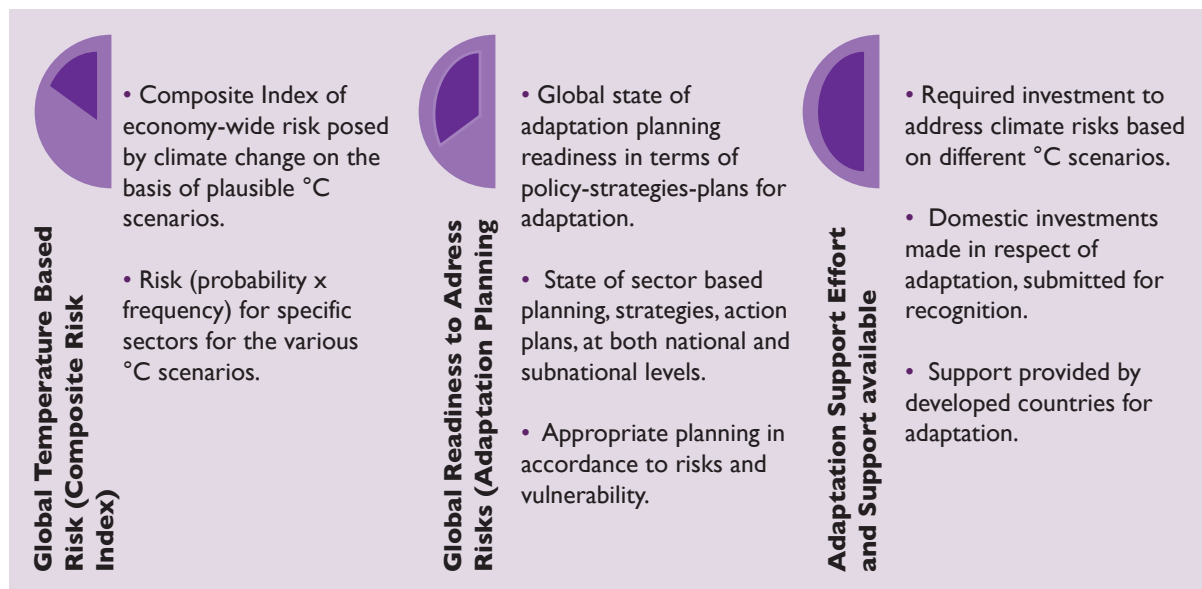 Global Temperature Based
Risk (Composite Risk
Index)
• Composite Index of
economy-wide risk posed
by climate change on the
basis of plausible °C
scenarios.
• Risk (probability x
frequency) for specific
sectors for the various
°C scenarios.
Global Readiness to Adress
Risks (Adaptation Planning
• Global state of
adaptation planning
readiness in terms of
policy-strategies-plans for
adaptation.
• State of sector based
planning, strategies, action
plans, at both national and
subnational levels.
• Appropriate planning in
accordance to risks and
vulnerability.
Adaptation Support Effort
and Support available
• Required investment to
address climate risks based
on different °C scenarios.
• Domestic investments
made in respect of
adaptation, submitted for
recognition.
• Support provided by
developed countries for
adaptation.